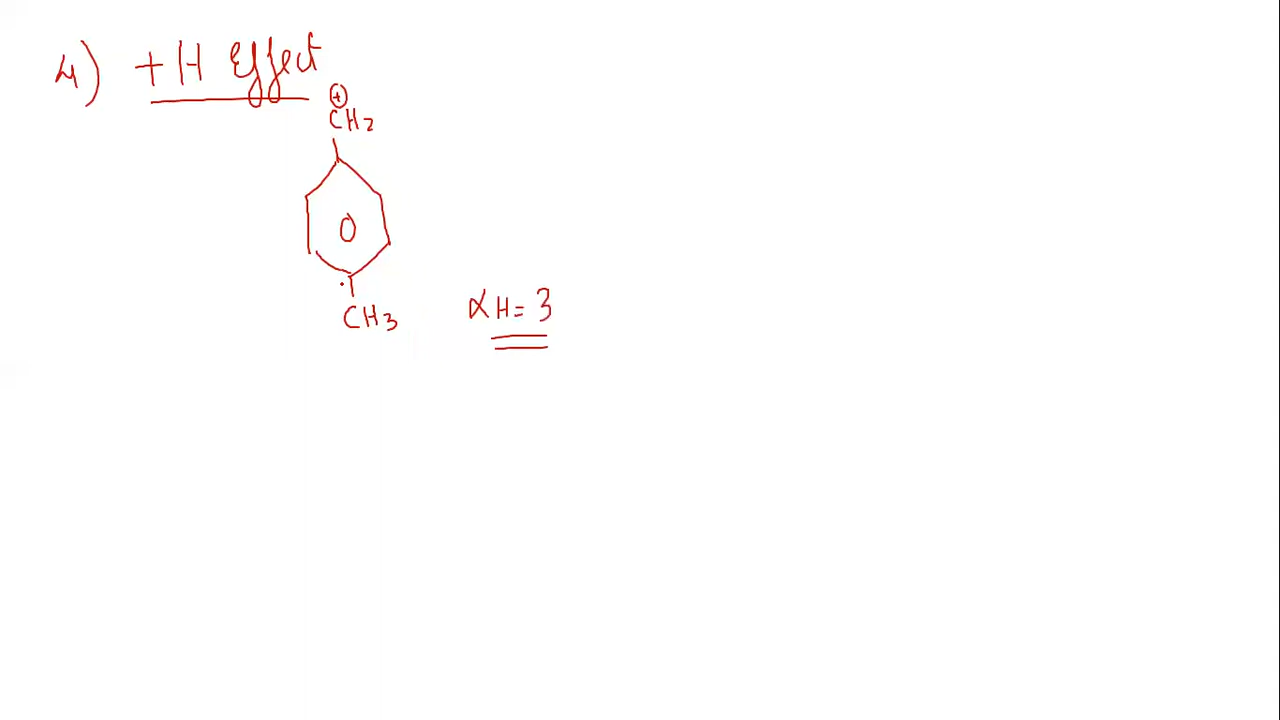 4) +H Effect
⊕
CH2
CH3
αH=3